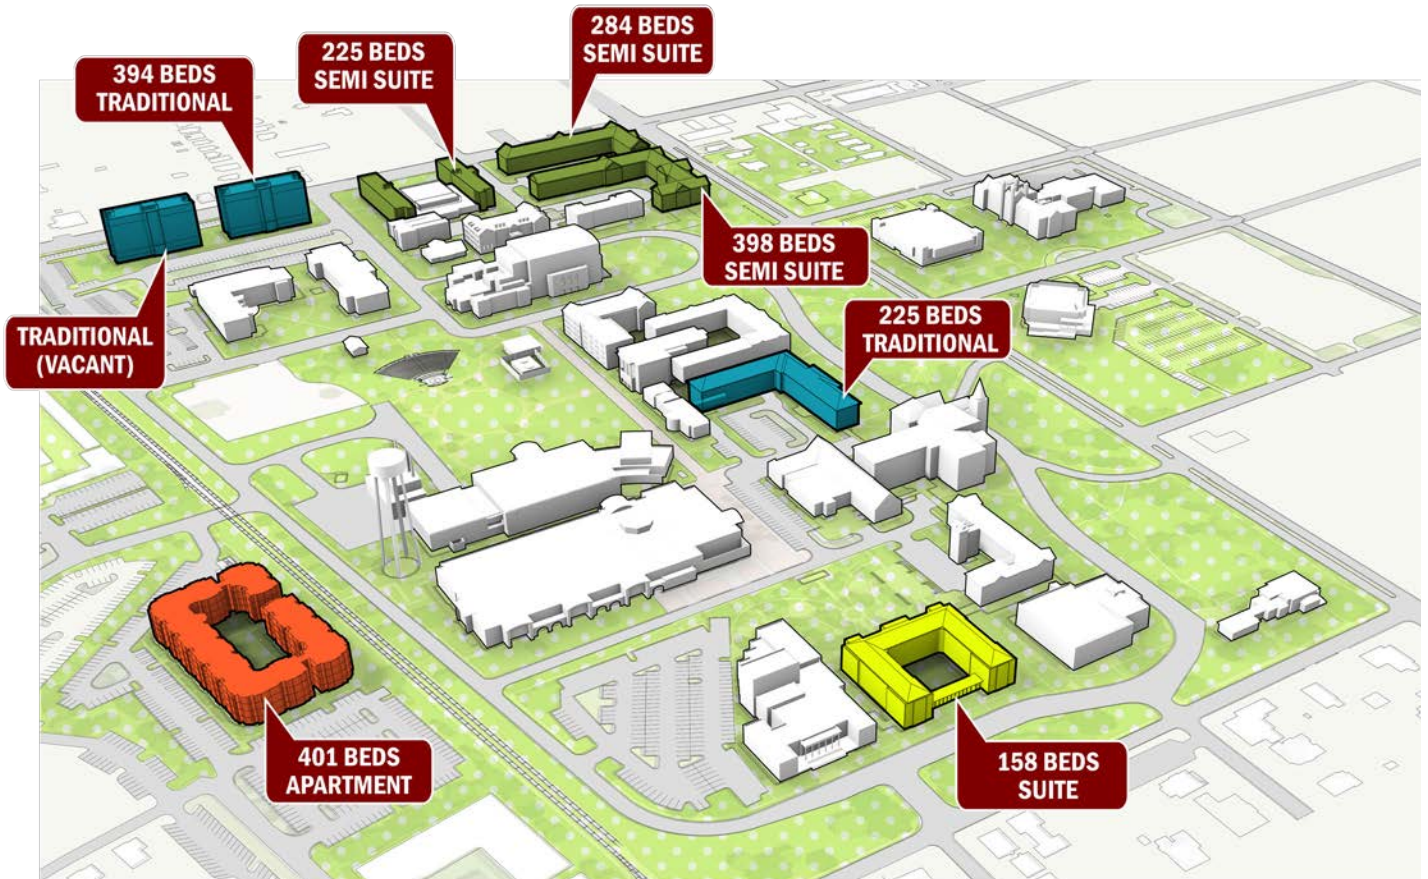 284 BEDS
SEMI SUITE
225 BEDS
SEMI SUITE
394 BEDS
TRADITIONAL
398 BEDS
SEMI SUITE
225 BEDS
TRADITIONAL
TRADITIONAL
(VACANT)
401 BEDS
APARTMENT
158 BEDS
SUITE